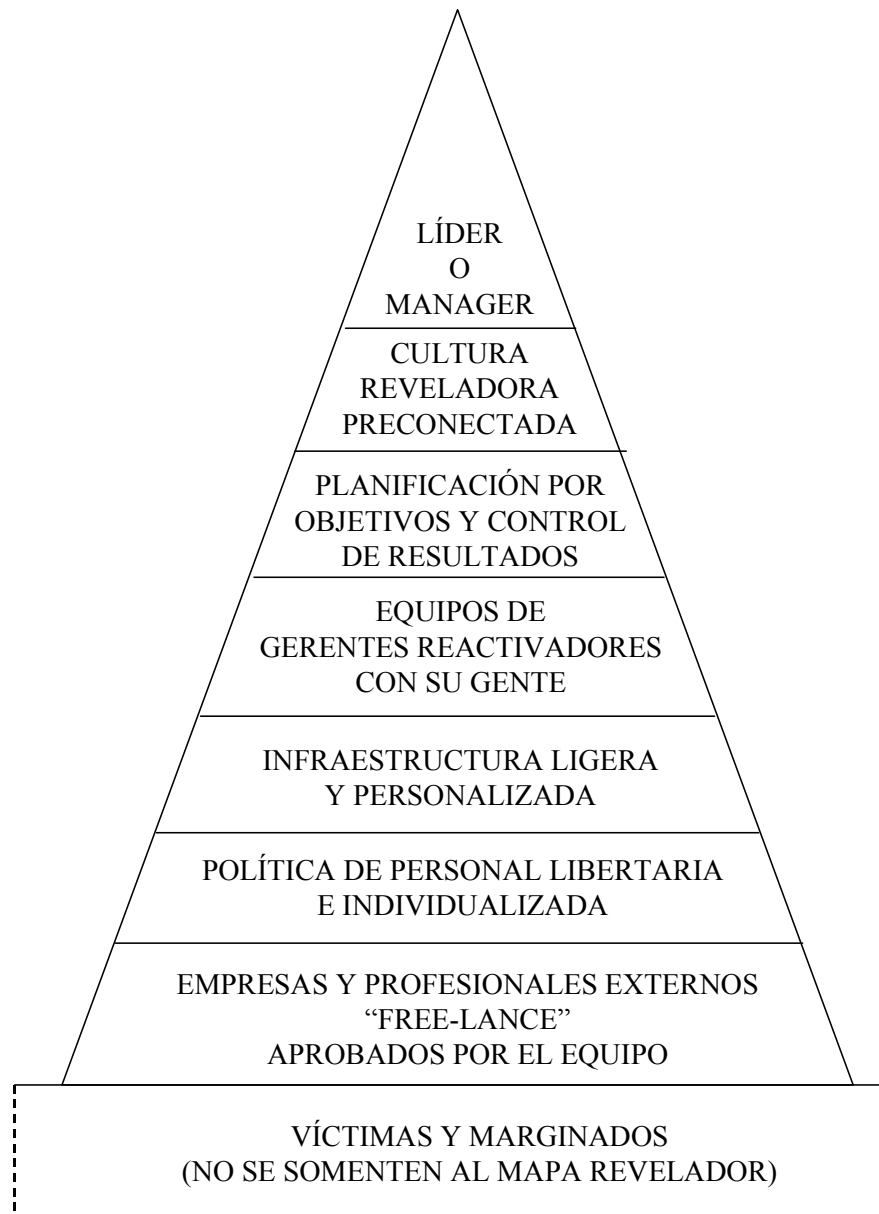 LÍDER
O
MANAGER
CULTURA
REVELADORA
PRECONECTADA
PLANIFICACIÓN POR
OBJETIVOS Y CONTROL
DE RESULTADOS
EQUIPOS DE
GERENTES REACTIVADORES
CON SU GENTE
INFRAESTRUCTURA LIGERA
Y PERSONALIZADA
POLÍTICA DE PERSONAL LIBERTARIA
E INDIVIDUALIZADA
EMPRESAS Y PROFESIONALES EXTERNOS
“FREE-LANCE”
APROBADOS POR EL EQUIPO
VÍCTIMAS Y MARGINADOS
(NO SE SOMENTEN AL MAPA REVELADOR)